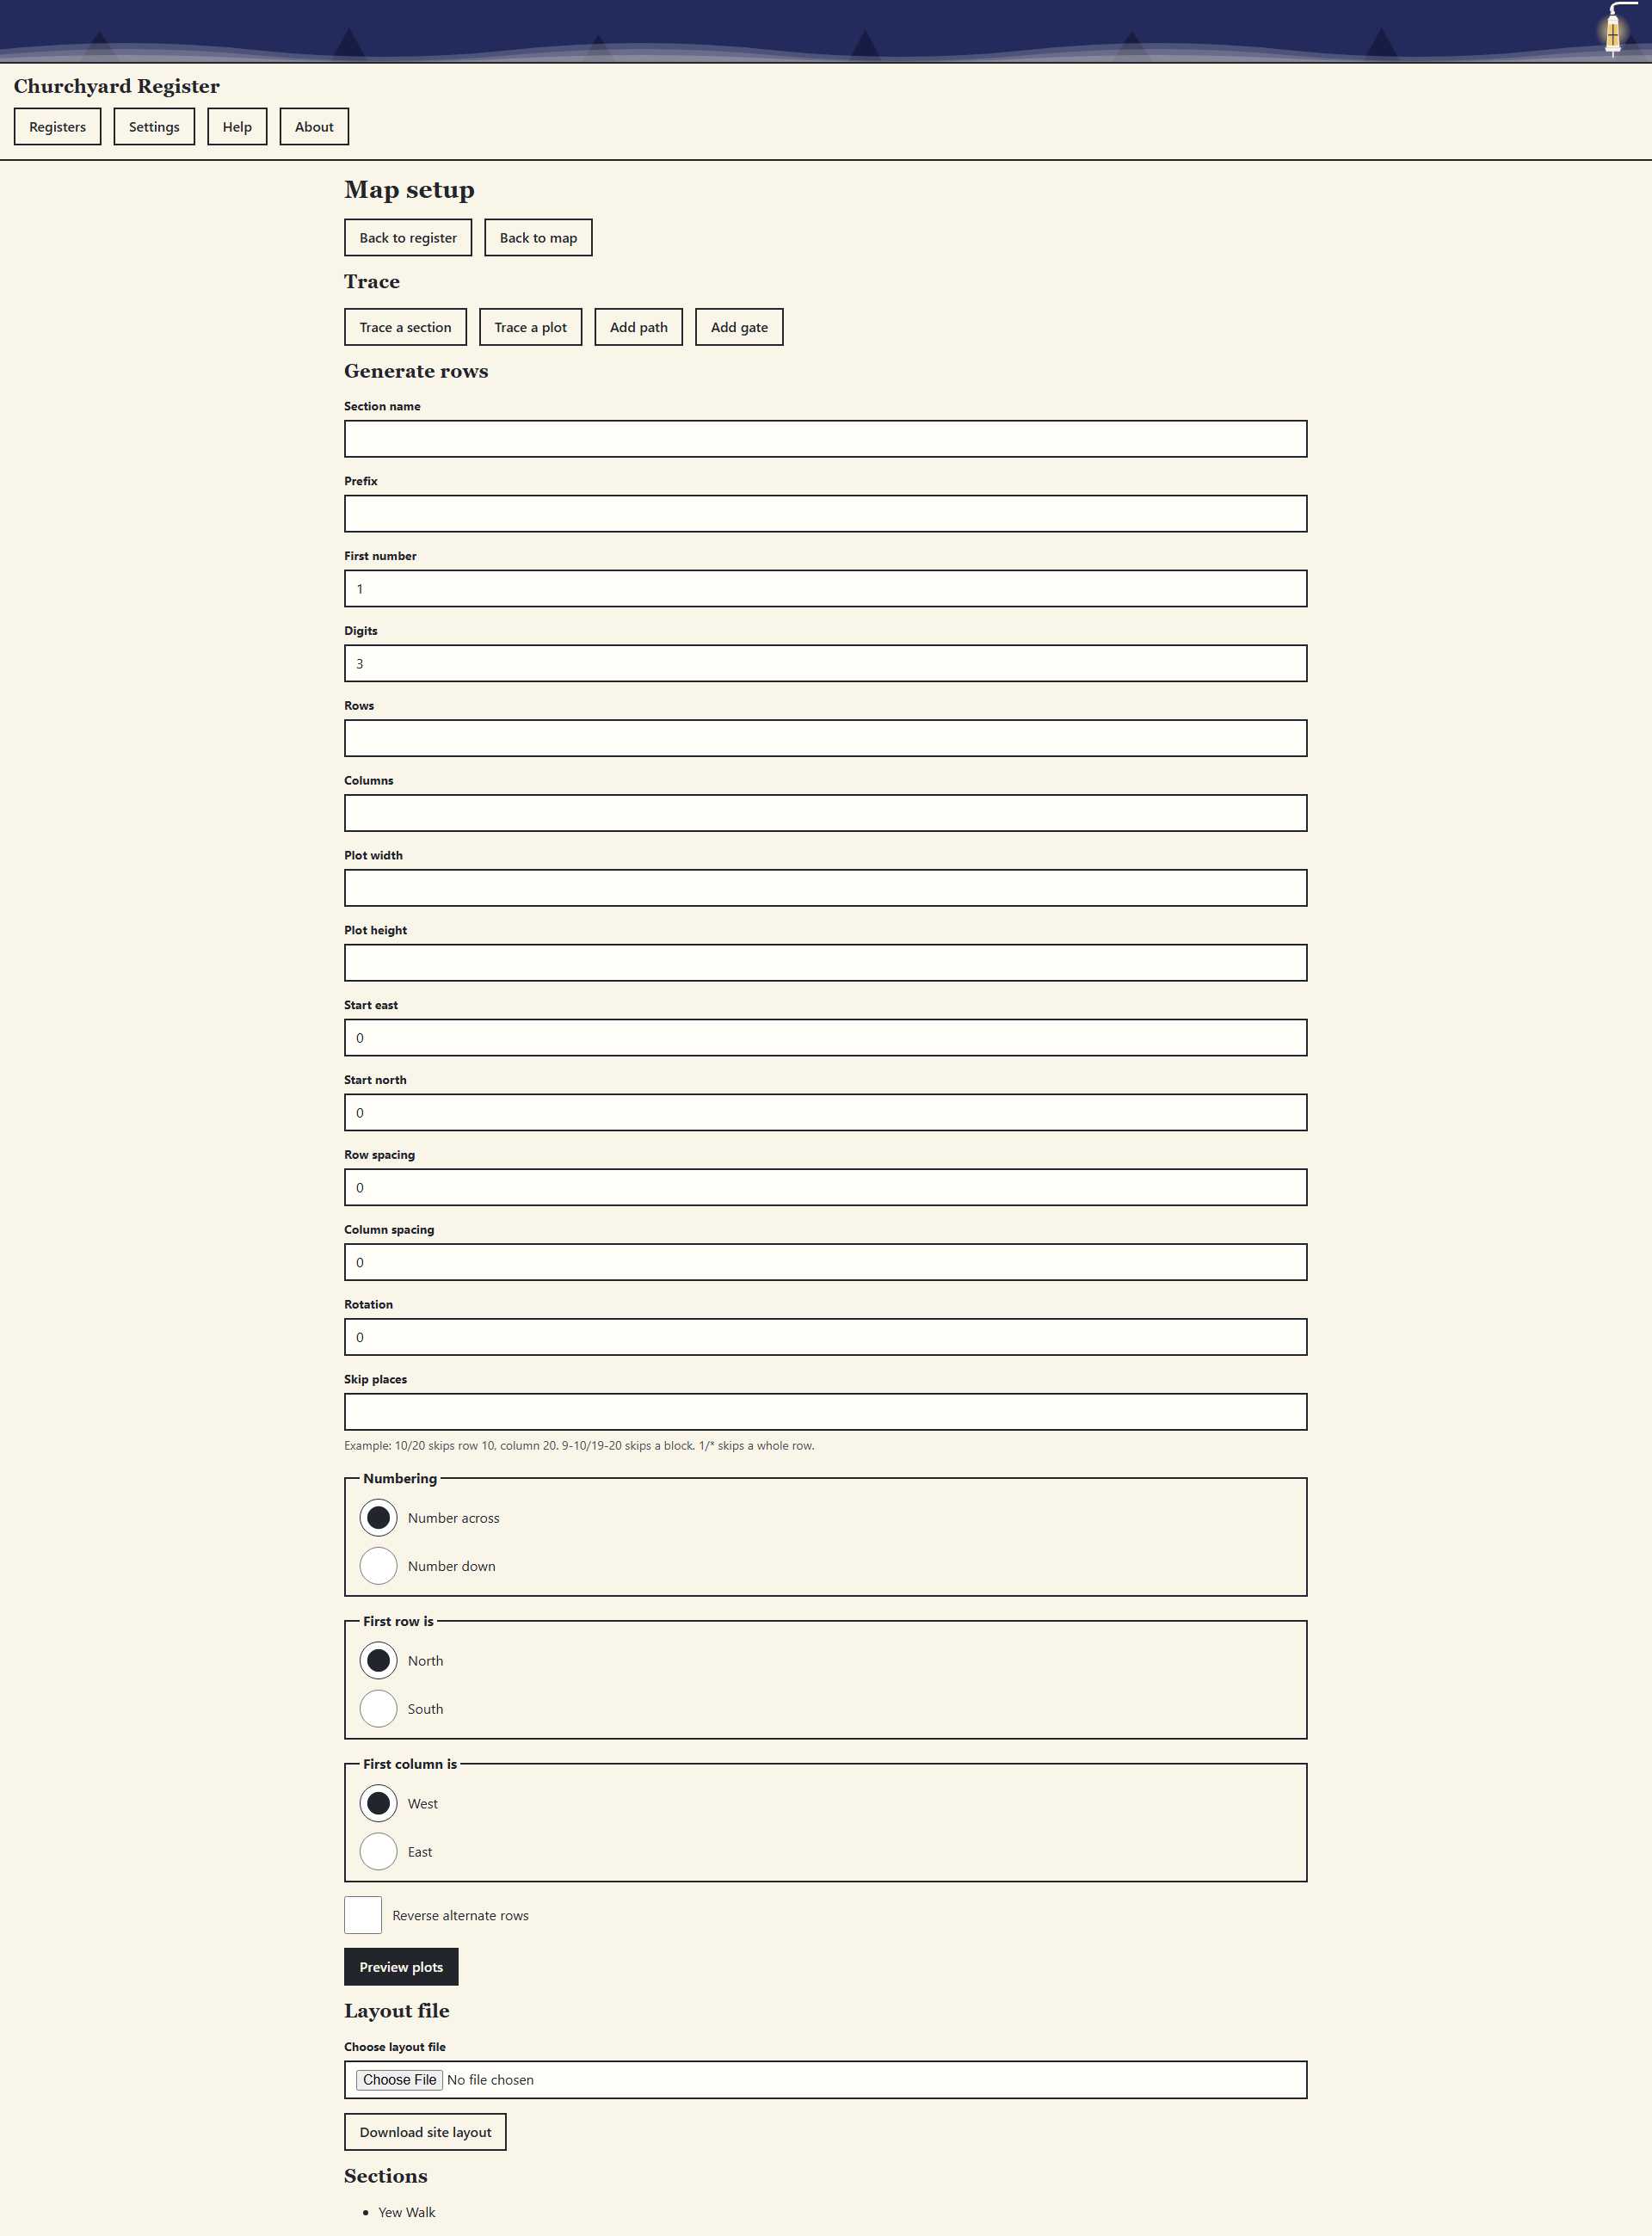 Churchyard Register
Registers Settings Help About
Map setup
Back to register Back to map
Trace
Trace a section Trace a plot Add path Add gate
Generate rows
Section name
Prefix
First number
1
Digits
3
Rows
Columns
Plot width
Plot height
Start east
0
Start north
0
Row spacing
0
Column spacing
0
Rotation
0
Skip places
Example: 10/20 skips row 10, column 20. 9-10/19-20 skips a block. 1/* skips a whole row.
Numbering
Number across
Number down
First row is
North
South
First column is
West
East
Reverse alternate rows
Preview plots
Layout file
Choose layout file
Choose File No file chosen
Download site layout
Sections
Yew Walk